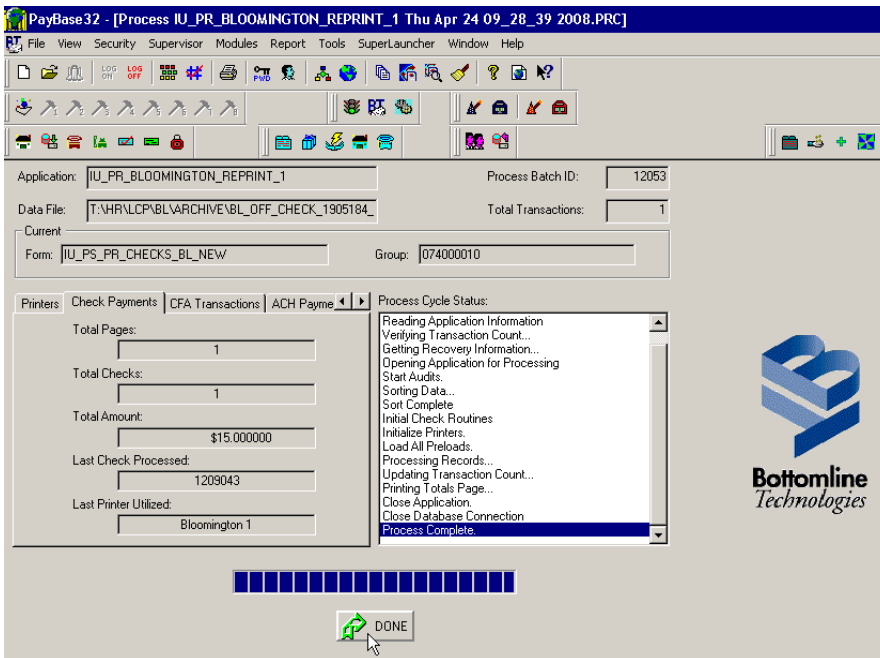 PayBase32 - [Process IU_PR_BLOOMINGTON_REPRINT_1 Thu Apr 24 09_28_39 2008.PRC]
File View Security Supervisor Modules Report Tools SuperLauncher Window Help
LOG ON LOG OFF PWD
Application: IU_PR_BLOOMINGTON_REPRINT_1 Process Batch ID: 12053
Data File: T:\HR\LCP\BL\ARCHIVE\BL_OFF_CHECK_1905184_ Total Transactions: 1
Current
Form: IU_PS_PR_CHECKS_BL_NEW Group: 074000010
Printers Check Payments CFA Transactions ACH Payme
Total Pages:
1
Total Checks:
1
Total Amount:
$15.000000
Last Check Processed:
1209043
Last Printer Utilized:
Bloomington 1
Process Cycle Status:
Reading Application Information
Verifying Transaction Count...
Getting Recovery Information...
Opening Application for Processing
Start Audits.
Sorting Data...
Sort Complete
Initial Check Routines
Initialize Printers.
Load All Preloads.
Processing Records...
Updating Transaction Count...
Printing Totals Page...
Close Application.
Close Database Connection
Process Complete.
Bottomline
Technologies
DONE